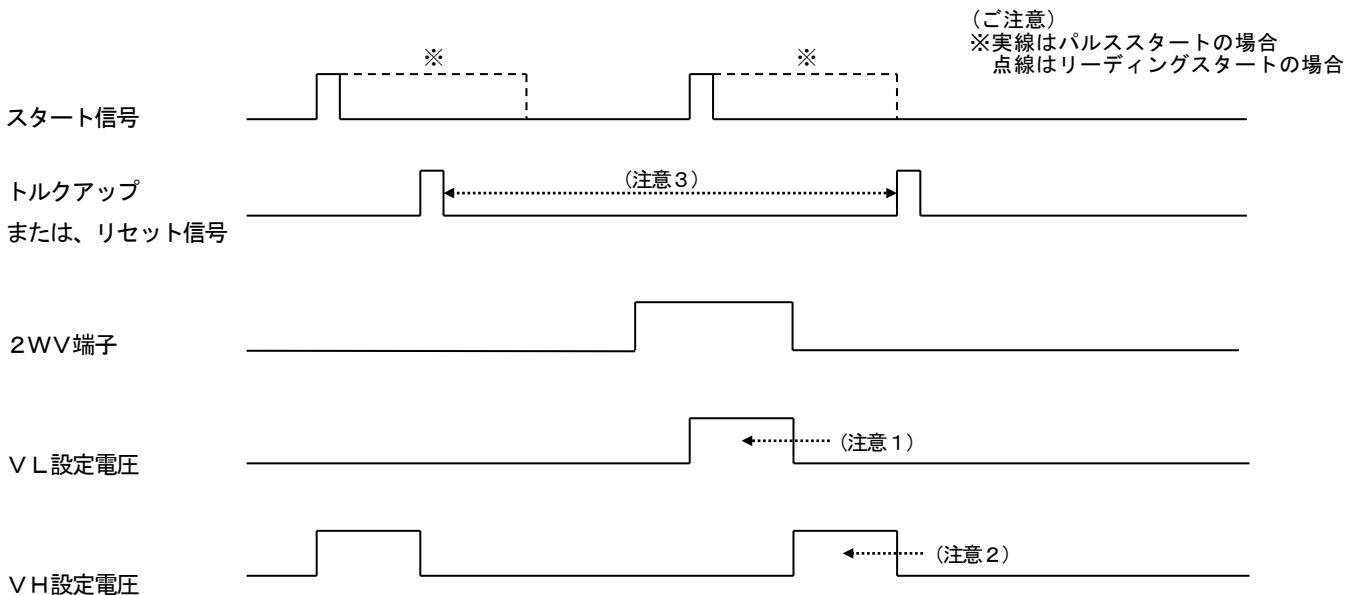 （ご注意）
※実線はパルススタートの場合
点線はリーディングスタートの場合
※
※
スタート信号
トルクアップ
または、リセット信号
（注意３）
２ＷＶ端子
ＶＬ設定電圧
（注意１）
ＶＨ設定電圧
（注意２）